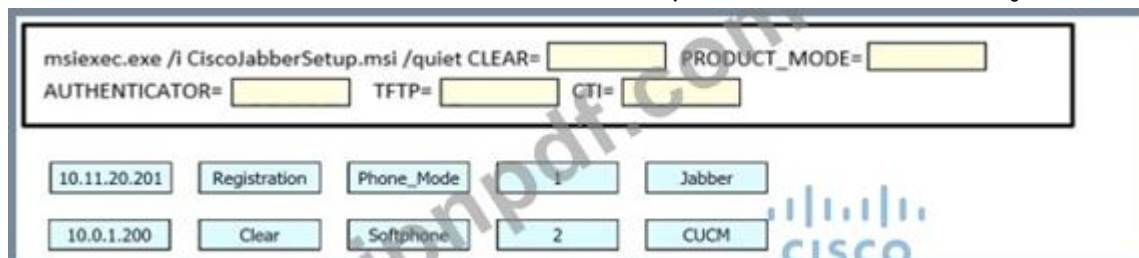 msiexec.exe /i CiscoJabberSetup.msi /quiet CLEAR= PRODUCT_MODE=
AUTHENTICATOR= TFTP= CTI=
10.11.20.201 Registration Phone_Mode 1 Jabber
10.0.1.200 Clear Softphone 2 CUCM
CISCO